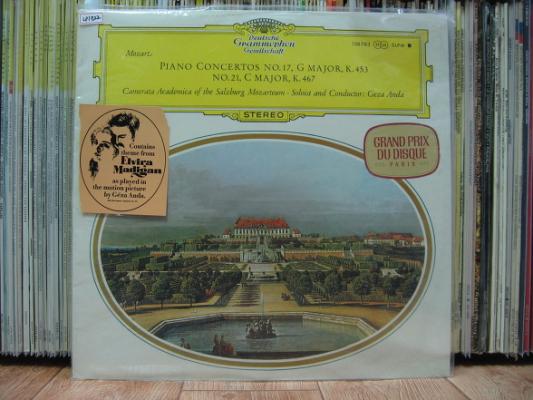 Deutsche
Grammophon
Gesellschaft
Mozart
PIANO CONCERTOS NO.17, G MAJOR, K.453
NO.21, C MAJOR, K.467
Camerata Academica of the Salzburg Mozarteum · Soloist and Conductor: Geza Anda
STEREO
Contains
theme from
Elvira
Madigan
as played in
the motion picture
by Géza Anda.
GRAND PRIX
DU DISQUE
PARIS